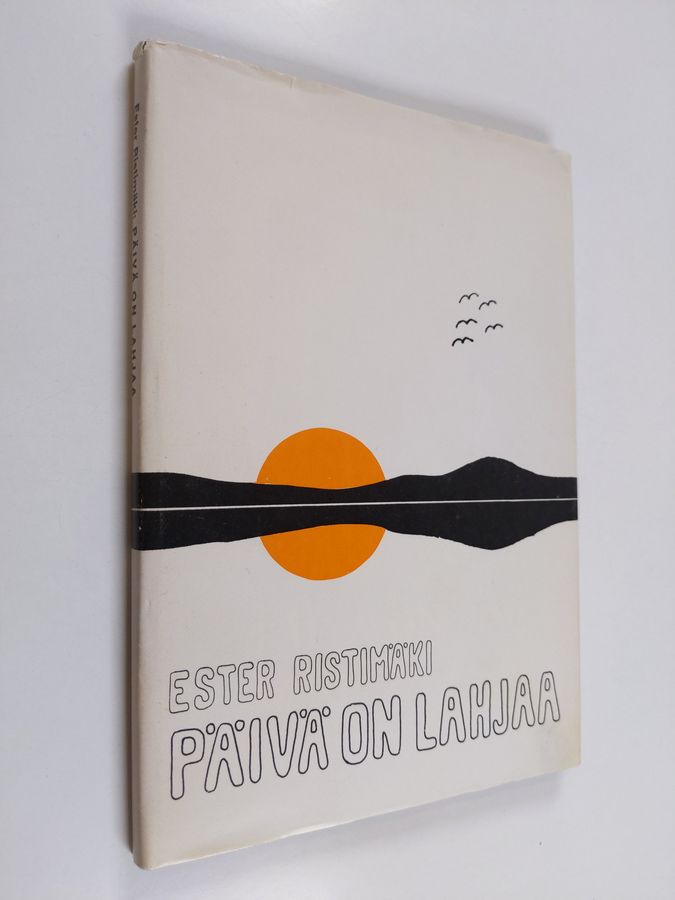 Ester Ristimäki PÄIVÄ ON LAHJAA
ESTER RISTIMÄKI
PÄIVÄ ON LAHJAA